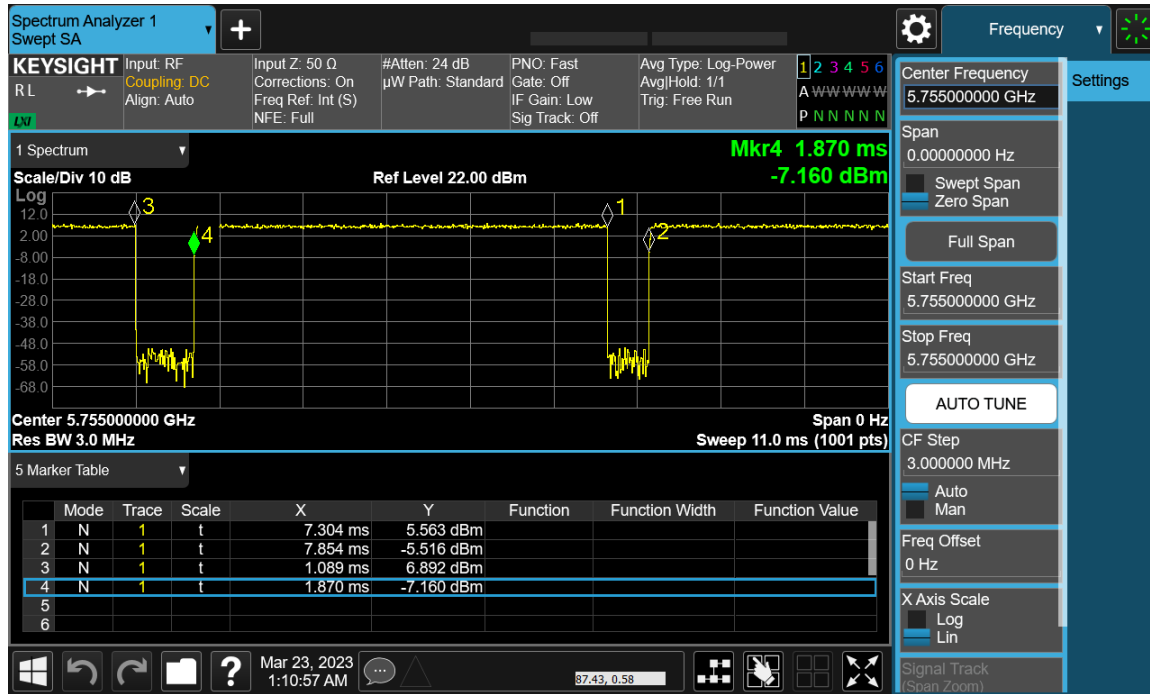 Spectrum Analyzer 1
Swept SA
Frequency
KEYSIGHT
R L
LXI
Input: RF
Coupling: DC
Align: Auto
Input Z: 50 Ω
Corrections: On
Freq Ref: Int (S)
NFE: Full
#Atten: 24 dB
µW Path: Standard
PNO: Fast
Gate: Off
IF Gain: Low
Sig Track: Off
Avg Type: Log-Power
Avg|Hold: 1/1
Trig: Free Run
1 2 3 4 5 6
A W W W W W
P N N N N N
1 Spectrum
Mkr4 1.870 ms
-7.160 dBm
Scale/Div 10 dB
Ref Level 22.00 dBm
Log
12.0
2.00
-8.00
-18.0
-28.0
-38.0
-48.0
-58.0
-68.0
3
4
1
2
Center 5.755000000 GHz
Span 0 Hz
Res BW 3.0 MHz
Sweep 11.0 ms (1001 pts)
5 Marker Table
Mode Trace Scale X Y Function Function Width Function Value
1 N 1 t 7.304 ms 5.563 dBm
2 N 1 t 7.854 ms -5.516 dBm
3 N 1 t 1.089 ms 6.892 dBm
4 N 1 t 1.870 ms -7.160 dBm
5
6
Mar 23, 2023
1:10:57 AM
87.43, 0.58
Center Frequency
5.755000000 GHz
Span
0.00000000 Hz
Swept Span
Zero Span
Full Span
Start Freq
5.755000000 GHz
Stop Freq
5.755000000 GHz
AUTO TUNE
CF Step
3.000000 MHz
Auto
Man
Freq Offset
0 Hz
X Axis Scale
Log
Lin
Signal Track
(Span Zoom)
Settings